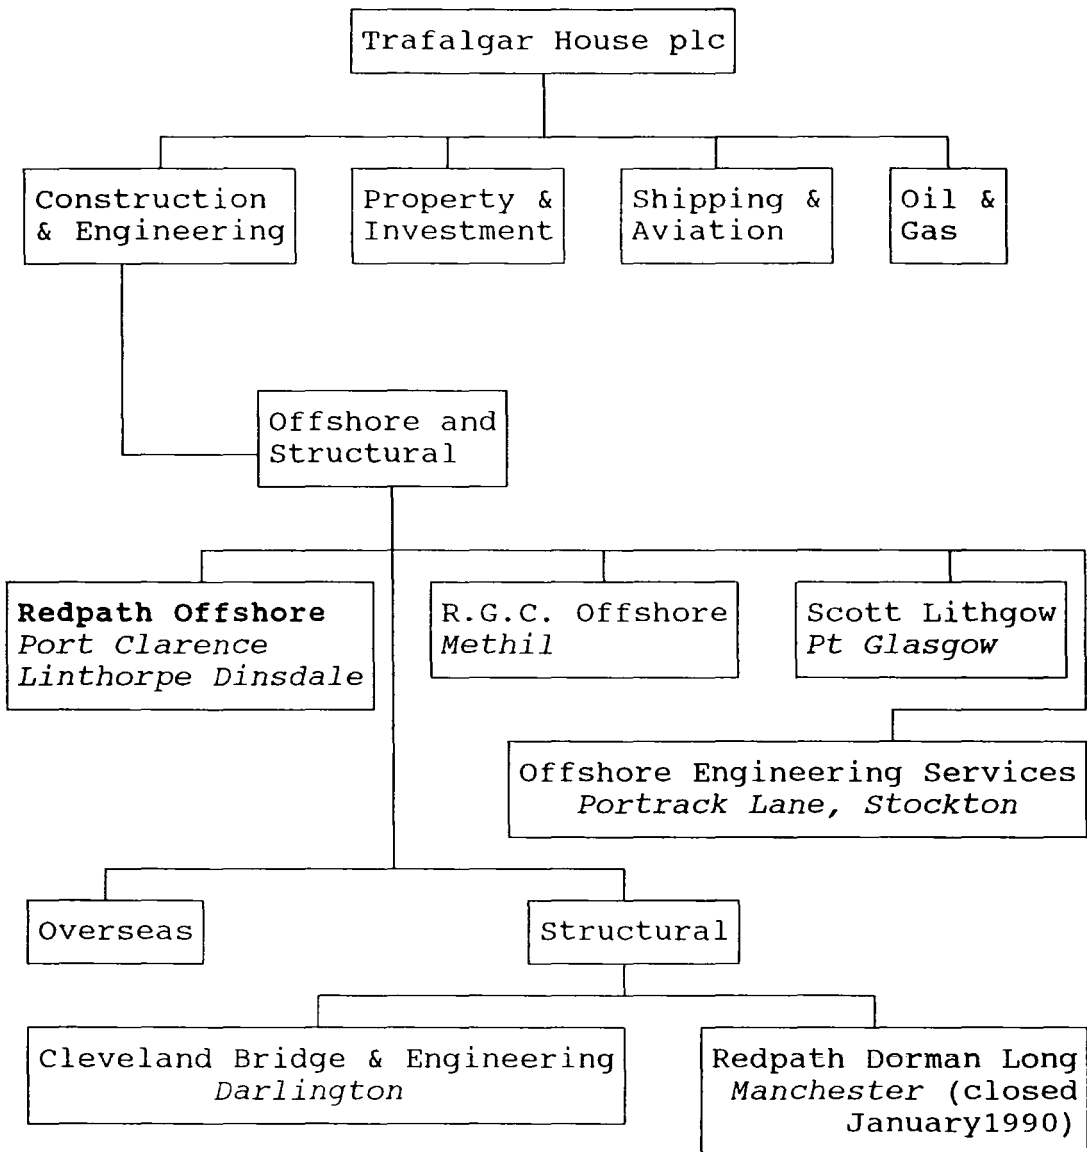 Trafalgar House plc
Construction
& Engineering
Property &
Investment
Shipping &
Aviation
Oil &
Gas
Offshore and
Structural
Redpath Offshore
Port Clarence
Linthorpe Dinsdale
R.G.C. Offshore
Methil
Scott Lithgow
Pt Glasgow
Offshore Engineering Services
Portrack Lane, Stockton
Overseas
Structural
Cleveland Bridge & Engineering
Darlington
Redpath Dorman Long
Manchester (closed
January1990)